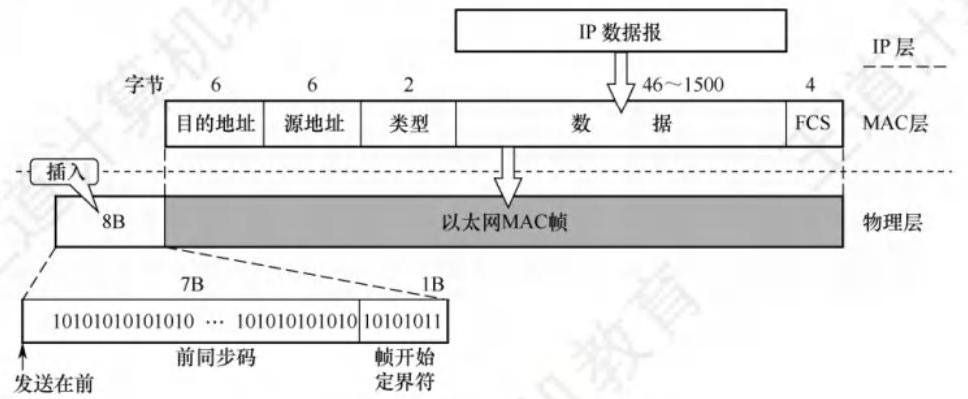 IP 数据报
IP 层
字节 6 6 2 46～1500 4
目的地址 源地址 类型 数 据 FCS MAC层
插入
8B 以太网MAC帧 物理层
7B 1B
10101010101010 … 101010101010 10101011
前同步码 帧开始
定界符
发送在前